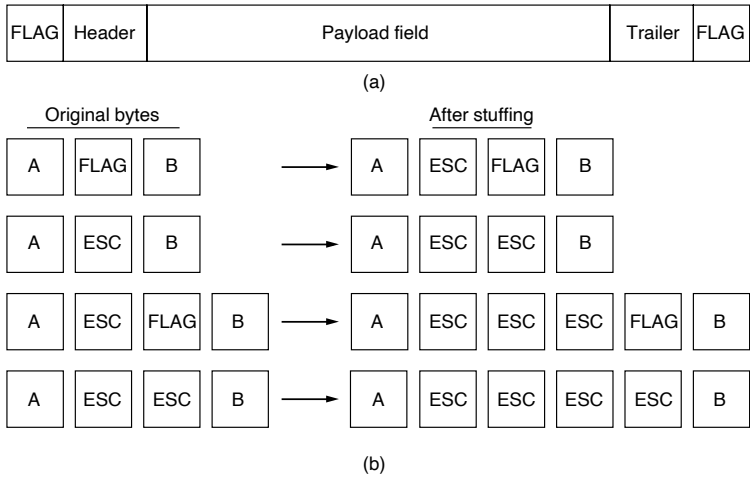 FLAG Header Payload field Trailer FLAG
(a)
Original bytes After stuffing
A FLAG B A ESC FLAG B
A ESC B A ESC ESC B
A ESC FLAG B A ESC ESC ESC FLAG B
A ESC ESC B A ESC ESC ESC ESC B
(b)